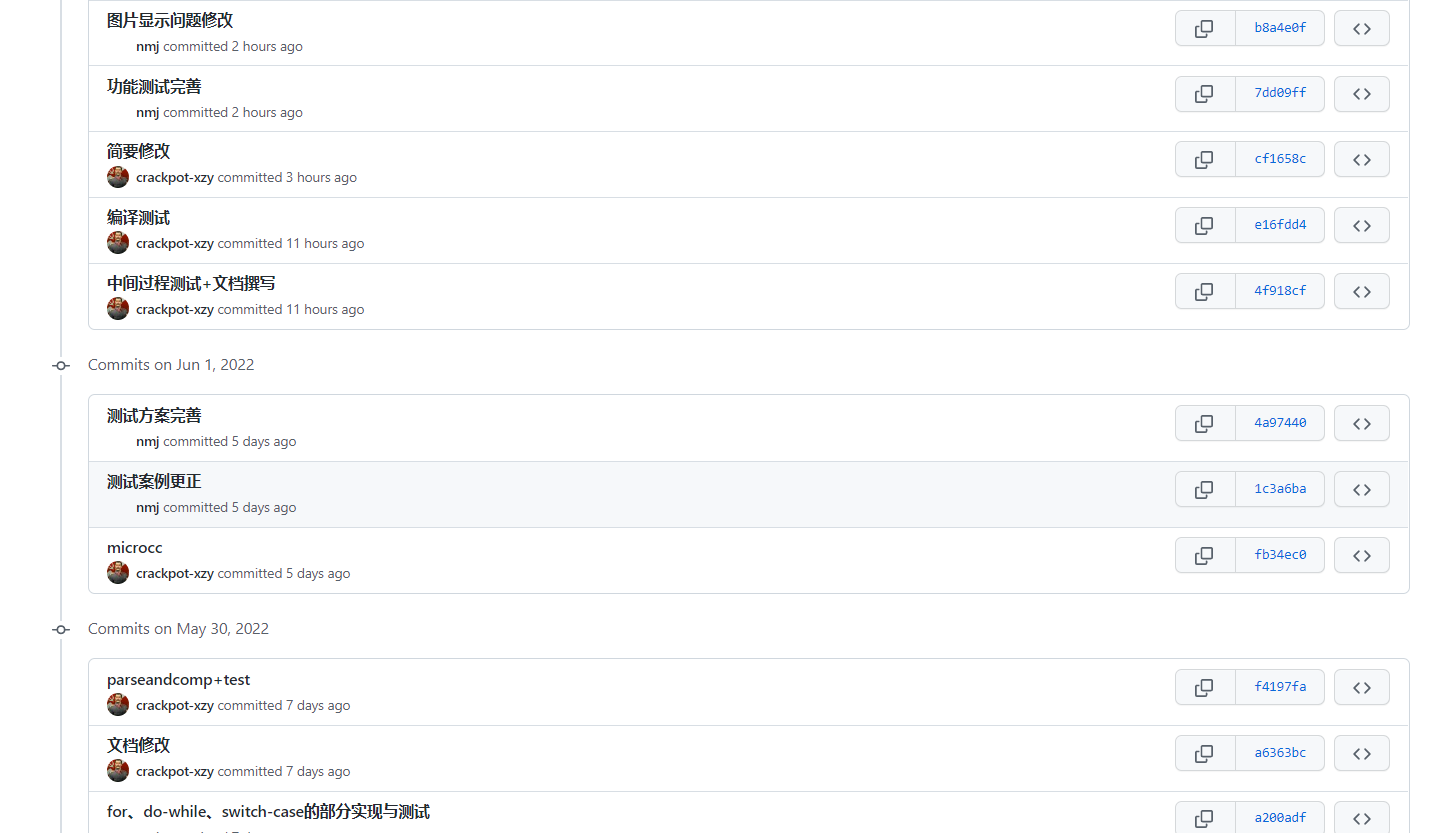 图片显示问题修改
b8a4e0f
nmj committed 2 hours ago
功能测试完善
7dd09ff
nmj committed 2 hours ago
简要修改
cf1658c
crackpot-xzy committed 3 hours ago
编译测试
e16fdd4
crackpot-xzy committed 11 hours ago
中间过程测试+文档撰写
4f918cf
crackpot-xzy committed 11 hours ago
Commits on Jun 1, 2022
测试方案完善
4a97440
nmj committed 5 days ago
测试案例更正
1c3a6ba
nmj committed 5 days ago
microcc
fb34ec0
crackpot-xzy committed 5 days ago
Commits on May 30, 2022
parseandcomp+test
f4197fa
crackpot-xzy committed 7 days ago
文档修改
a6363bc
crackpot-xzy committed 7 days ago
for、do-while、switch-case的部分实现与测试
a200adf